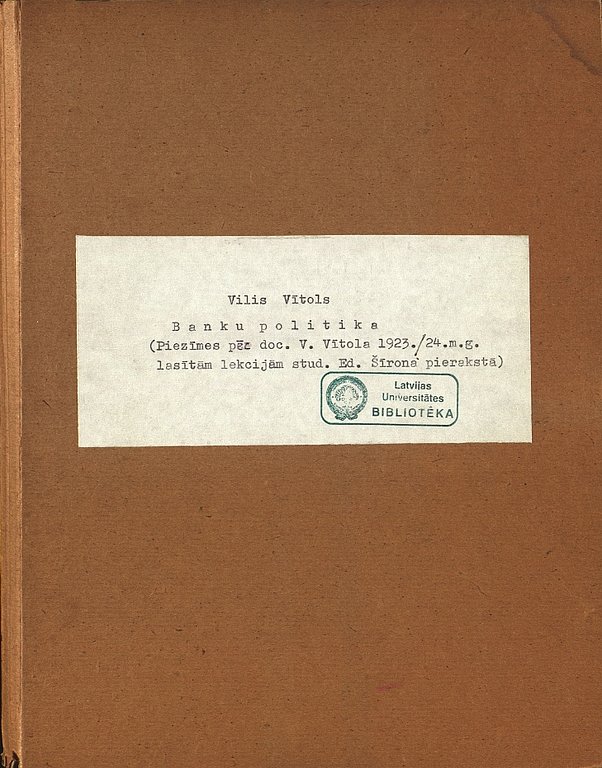 Vilis Vītols
Banku politika
(Piezīmes pēc doc. V. Vītola 1923./24.m.g.
lasītām lekcijām stud. Ed. Šīrona pierakstā)
Latvijas
Universitātes
BIBLIOTĒKA